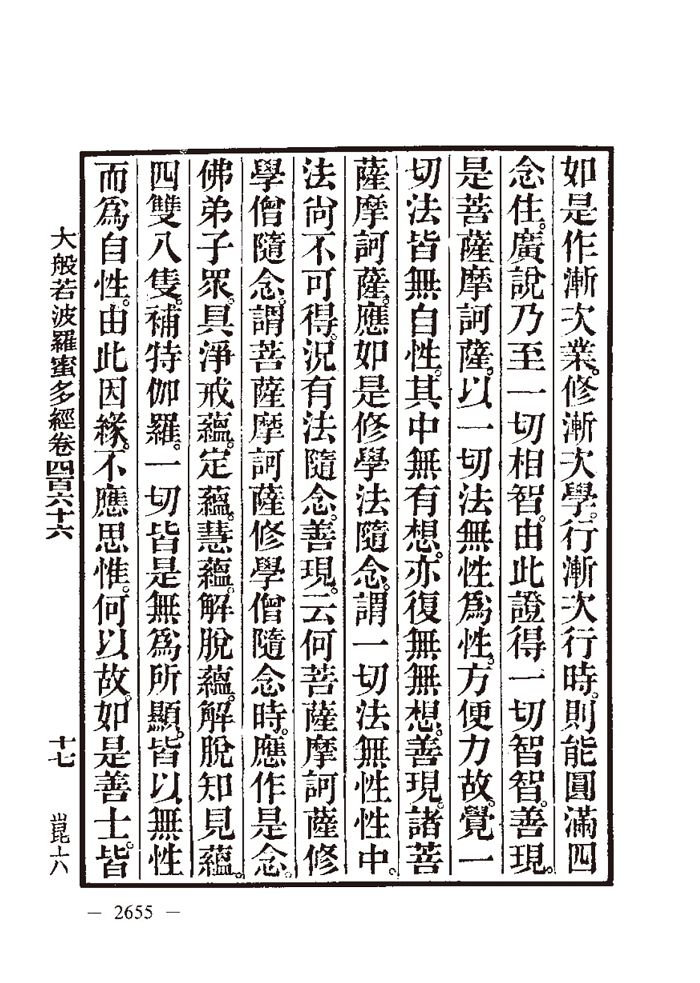 如是作漸次業。修漸次學。行漸次行時。則能圓滿四
念住。廣說乃至一切相智。由此證得一切智智。善現。
是菩薩摩訶薩。以一切法無性爲性。方便力故。覺一
切法皆無自性。其中無有想。亦復無無想。善現。諸菩
薩摩訶薩。應如是修學法隨念。謂一切法無性性中。
法尚不可得。況有法隨念。善現。云何菩薩摩訶薩修
學僧隨念。謂菩薩摩訶薩修學僧隨念時。應作是念。
佛弟子眾。具淨戒蘊。定蘊。慧蘊。解脫蘊。解脫知見蘊。
四雙八隻。補特伽羅。一切皆是無爲所顯。皆以無性
而爲自性。由此因緣。不應思惟。何以故。如是善士。皆
大般若波羅蜜多經卷四百六十六
十七
崑六
— 2655 —